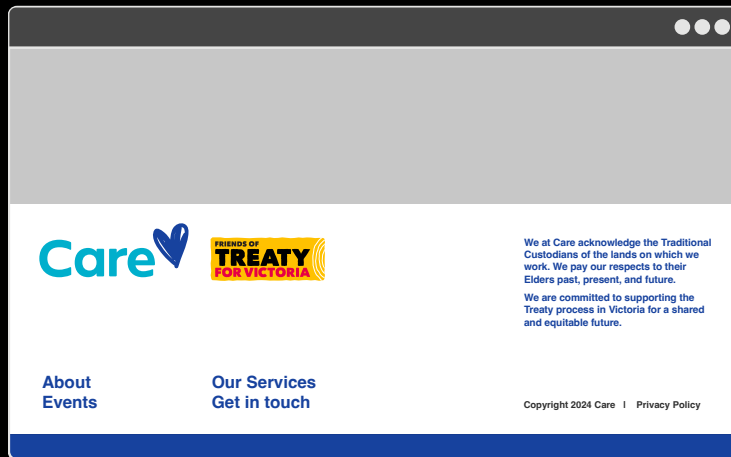 Care
FRIENDS OF
TREATY
FOR VICTORIA
We at Care acknowledge the Traditional
Custodians of the lands on which we
work. We pay our respects to their
Elders past, present, and future.
We are committed to supporting the
Treaty process in Victoria for a shared
and equitable future.
About
Events
Our Services
Get in touch
Copyright 2024 Care | Privacy Policy